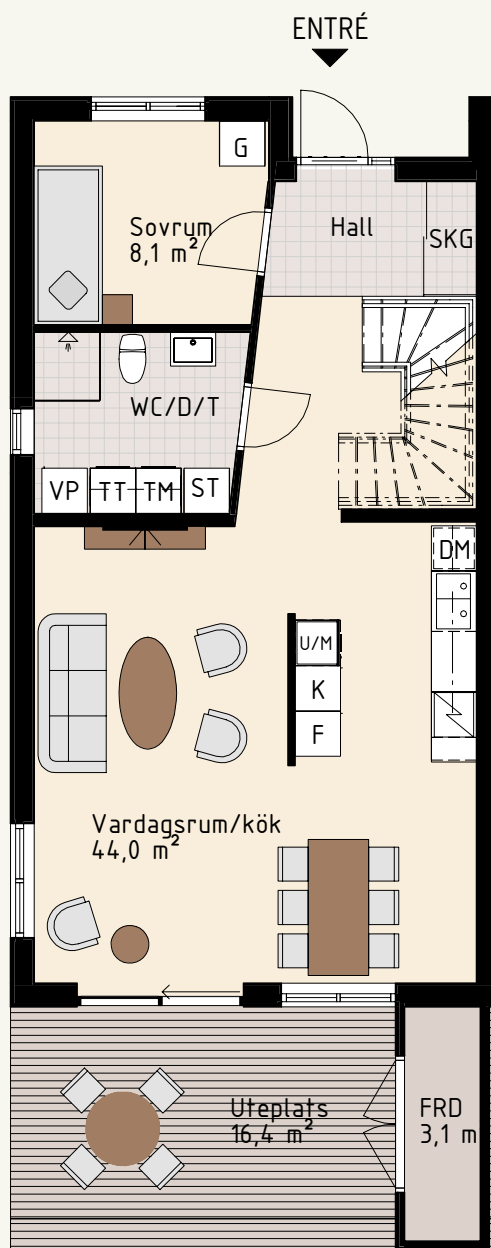 ENTRÉ
G
Sovrum
8,1 m²
Hall
SKG
WC/D/T
VP
TT
TM
ST
DM
U/M
K
F
Vardagsrum/kök
44,0 m²
Uteplats
16,4 m²
FRD
3,1 m